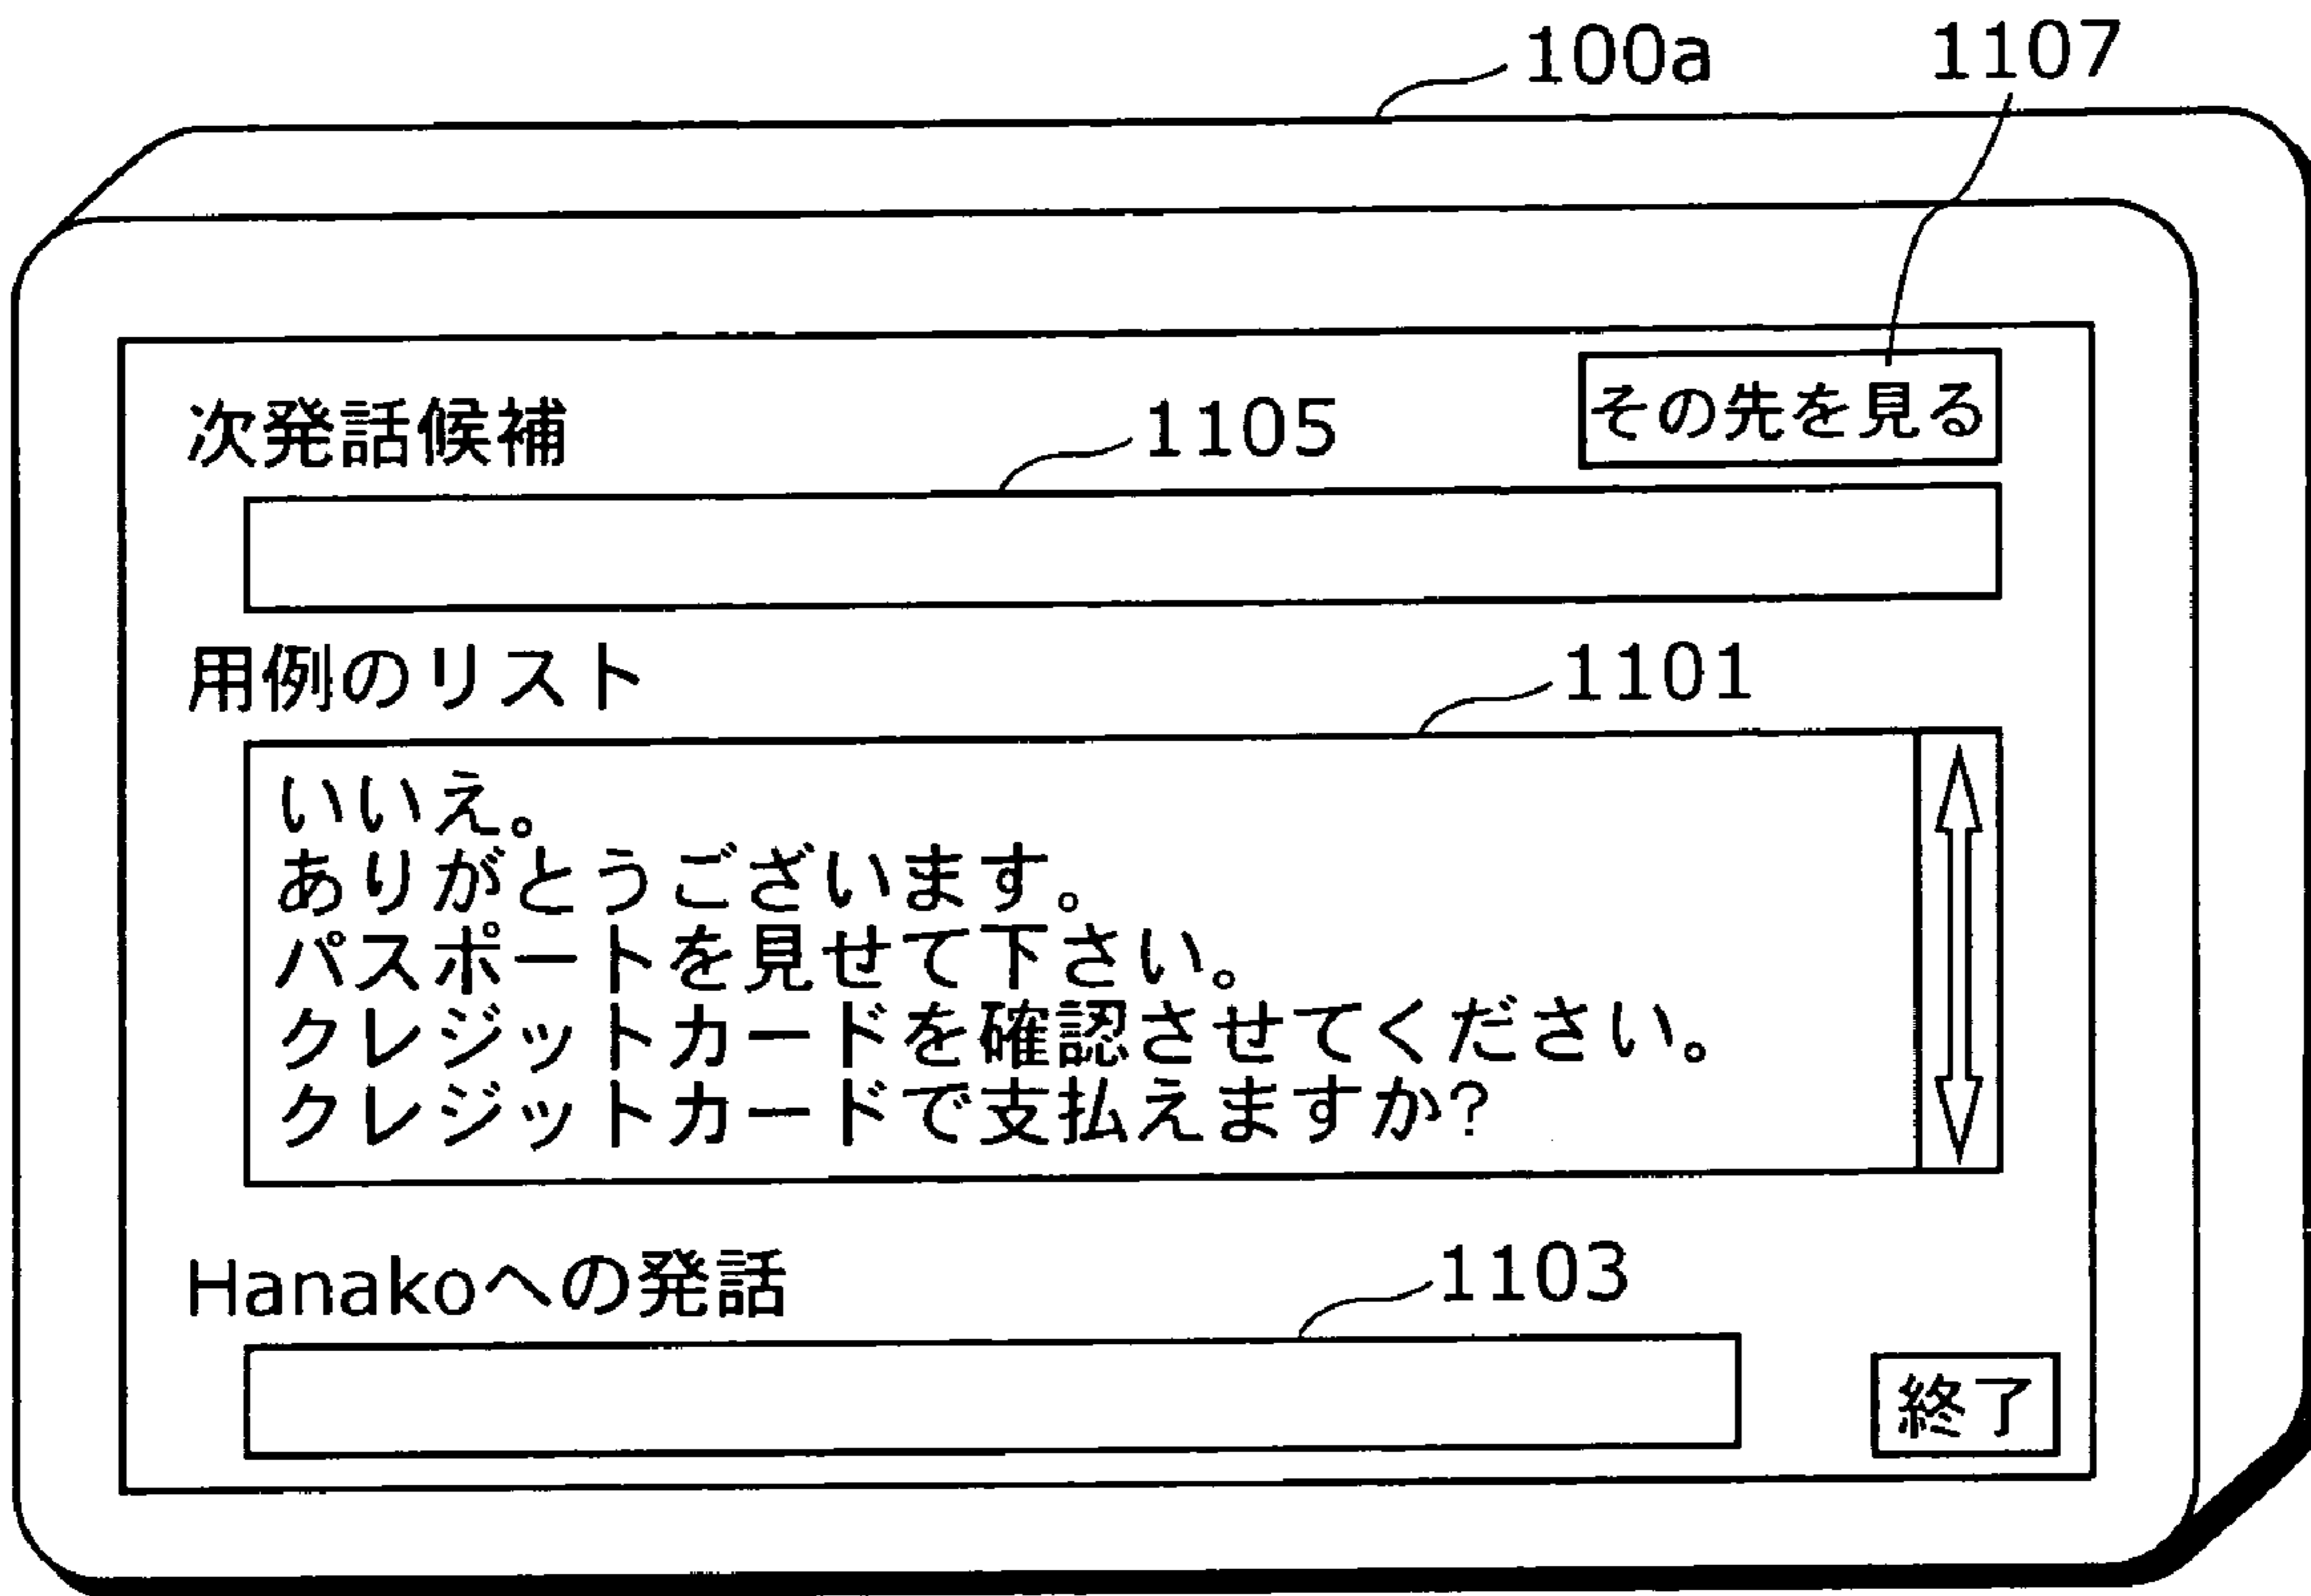 100a
1107
次発話候補
1105
その先を見る
用例のリスト
1101
いいえ。
ありがとうございます。
パスポートを見せて下さい。
クレジットカードを確認させてください。
クレジットカードで支払えますか?
Hanakoへの発話
1103
終了